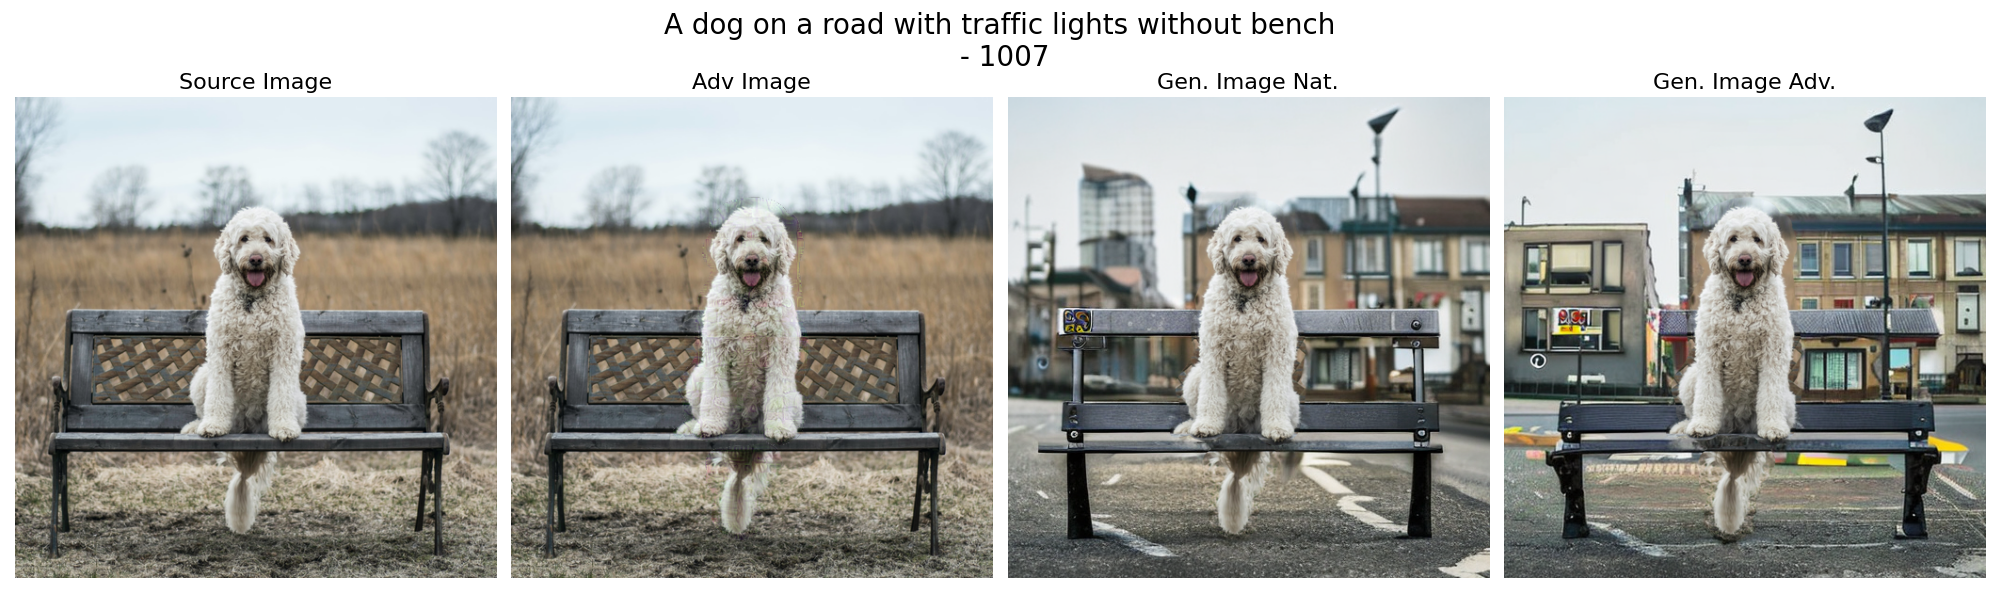 A dog on a road with traffic lights without bench
- 1007
Source Image
Adv Image
Gen. Image Nat.
Gen. Image Adv.